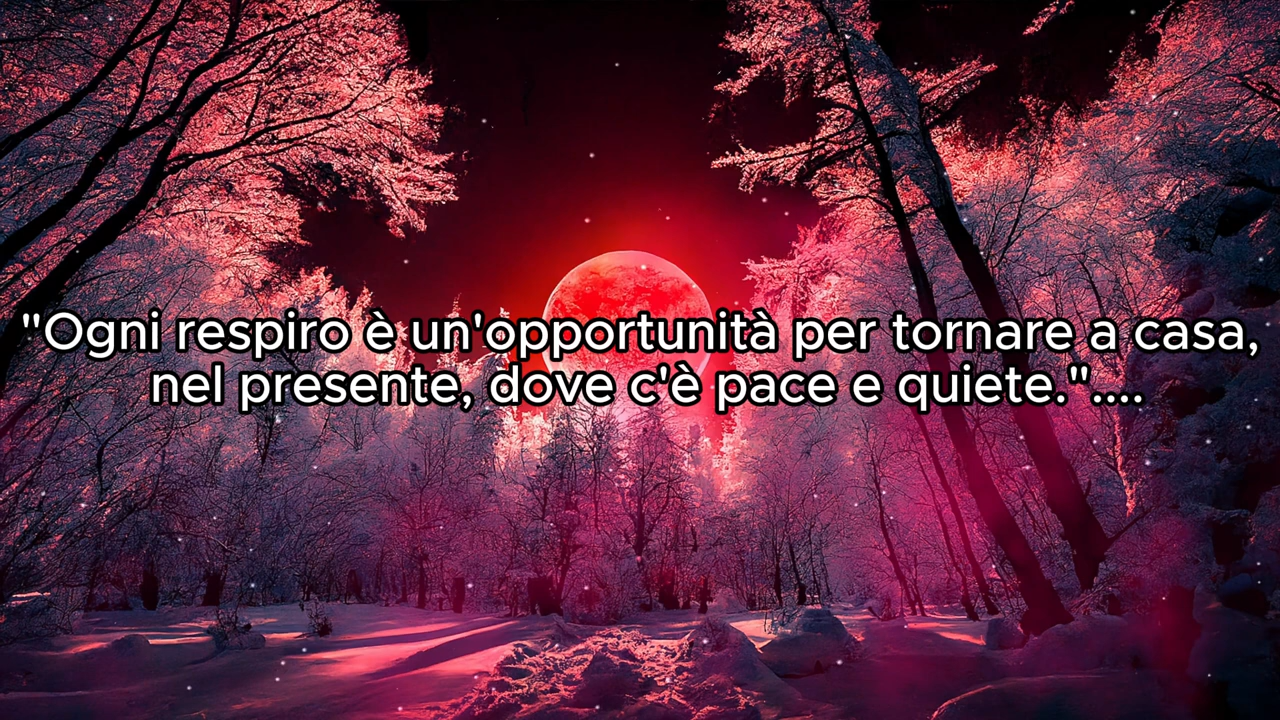 "Ogni respiro è un'opportunità per tornare a casa,
nel presente, dove c'è pace e quiete."....